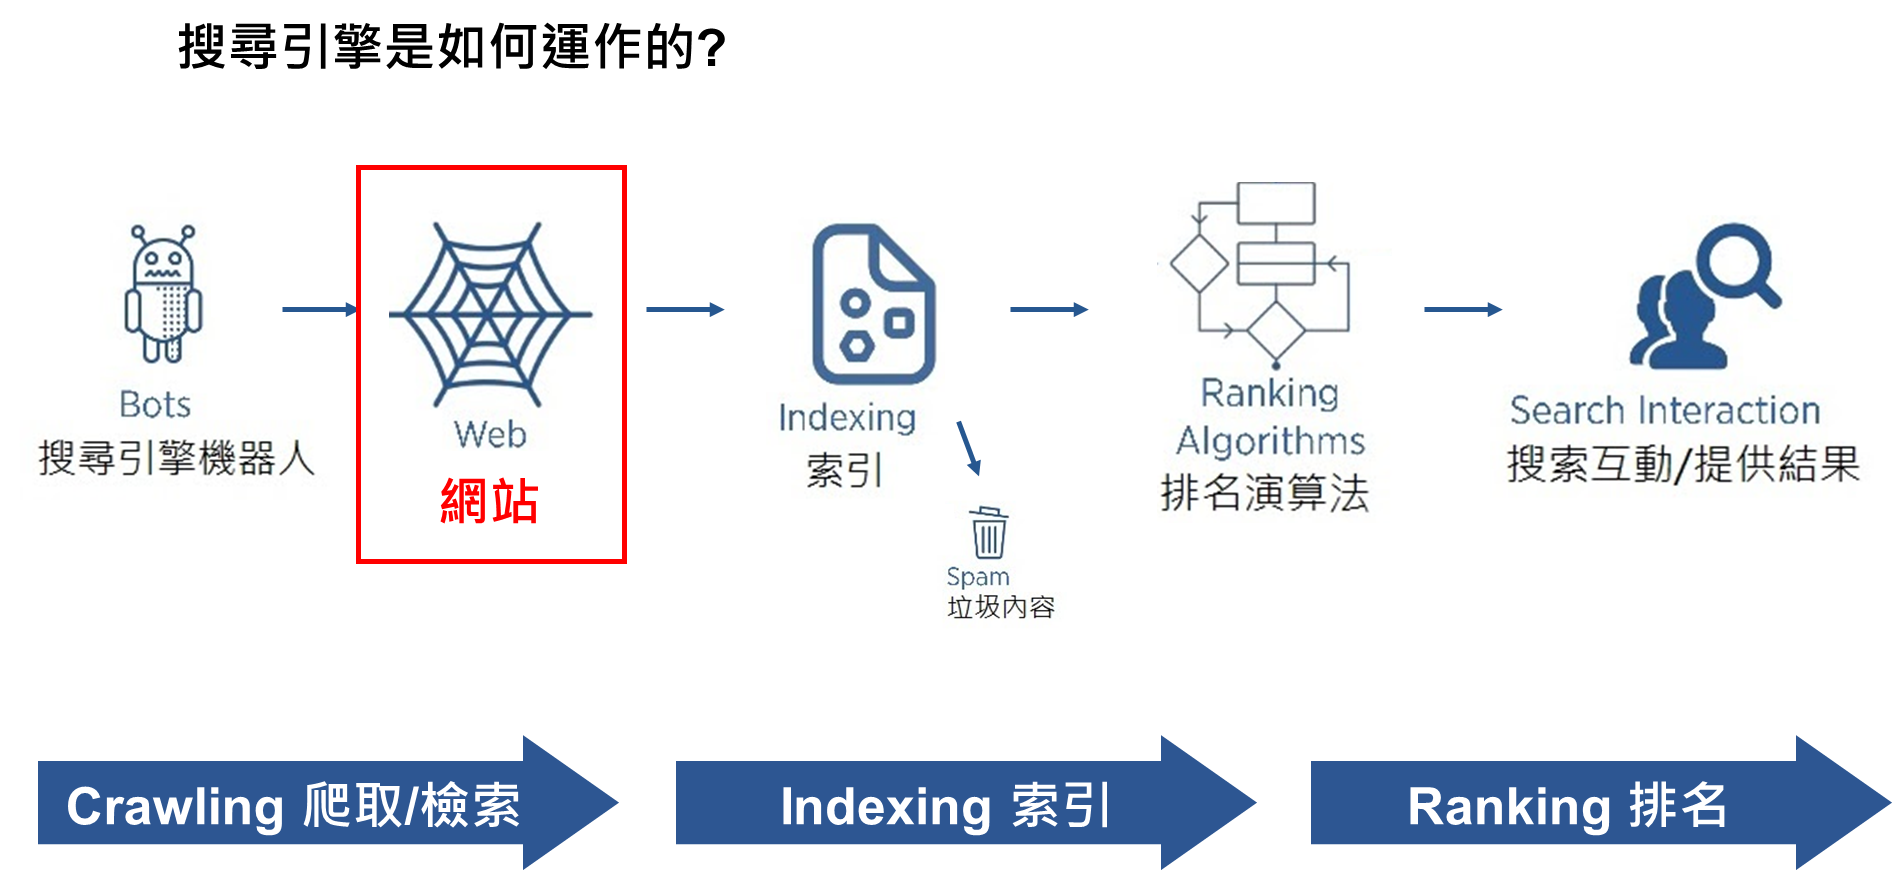 搜尋引擎是如何運作的?
Bots
搜尋引擎機器人
Web
網站
Indexing
索引
Spam
垃圾內容
Ranking
Algorithms
排名演算法
Search Interaction
搜索互動/提供結果
Crawling 爬取/檢索
Indexing 索引
Ranking 排名